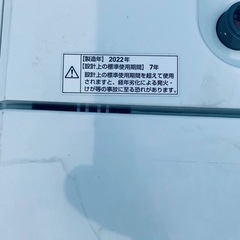 【製造年】2022年
【設計上の標準使用期間】7年
設計上の標準使用期間を超えて使用
されますと、経年劣化による発火・
けが等の事故に至る恐れがあります。